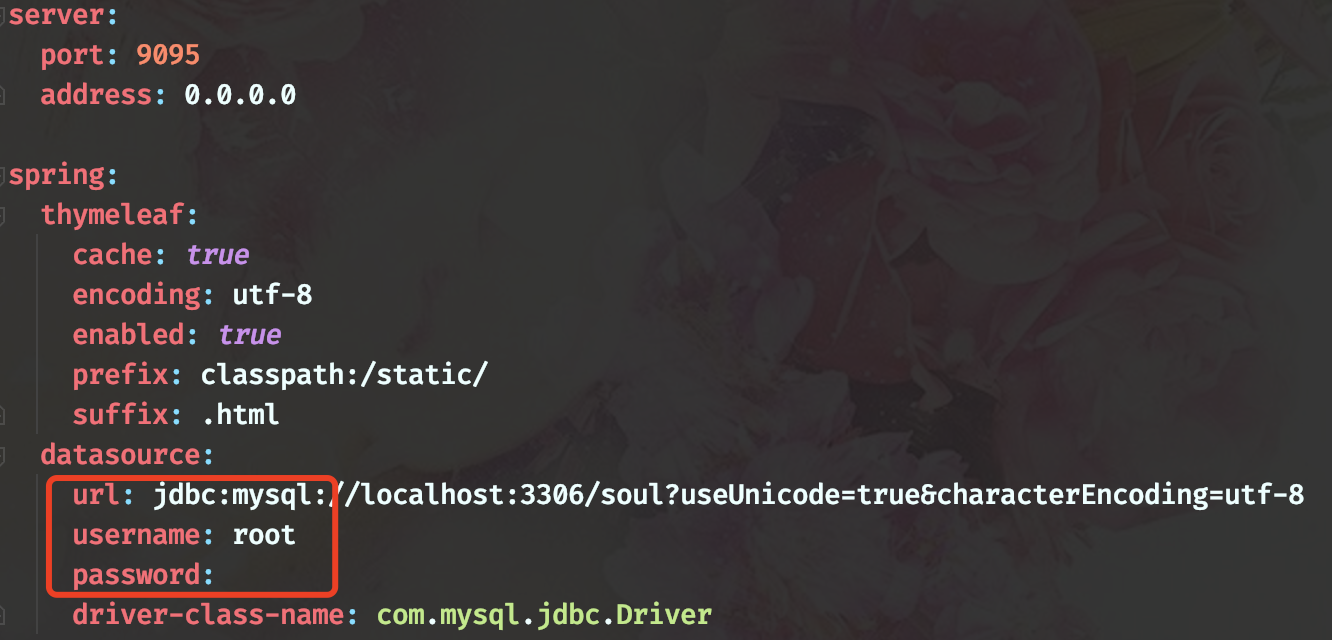 server:
  port: 9095
  address: 0.0.0.0
spring:
  thymeleaf:
    cache: true
    encoding: utf-8
    enabled: true
    prefix: classpath:/static/
    suffix: .html
  datasource:
    url: jdbc:mysql://localhost:3306/soul?useUnicode=true&characterEncoding=utf-8
    username: root
    password:
    driver-class-name: com.mysql.jdbc.Driver